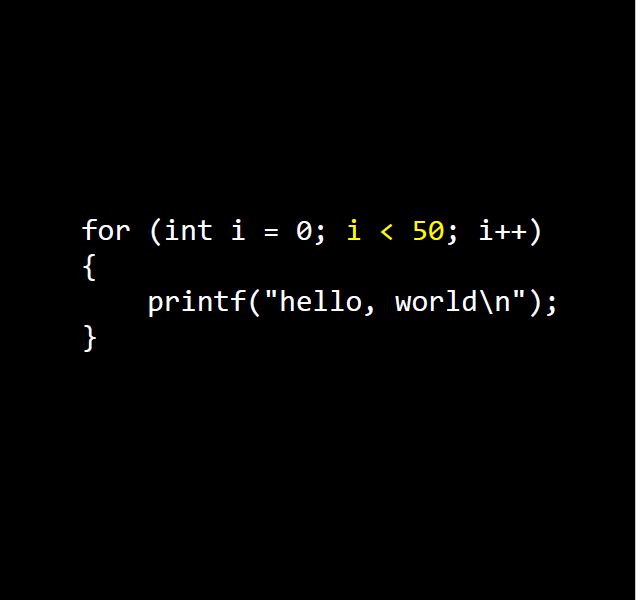 for (int i = 0; i < 50; i++)
{
    printf("hello, world\n");
}